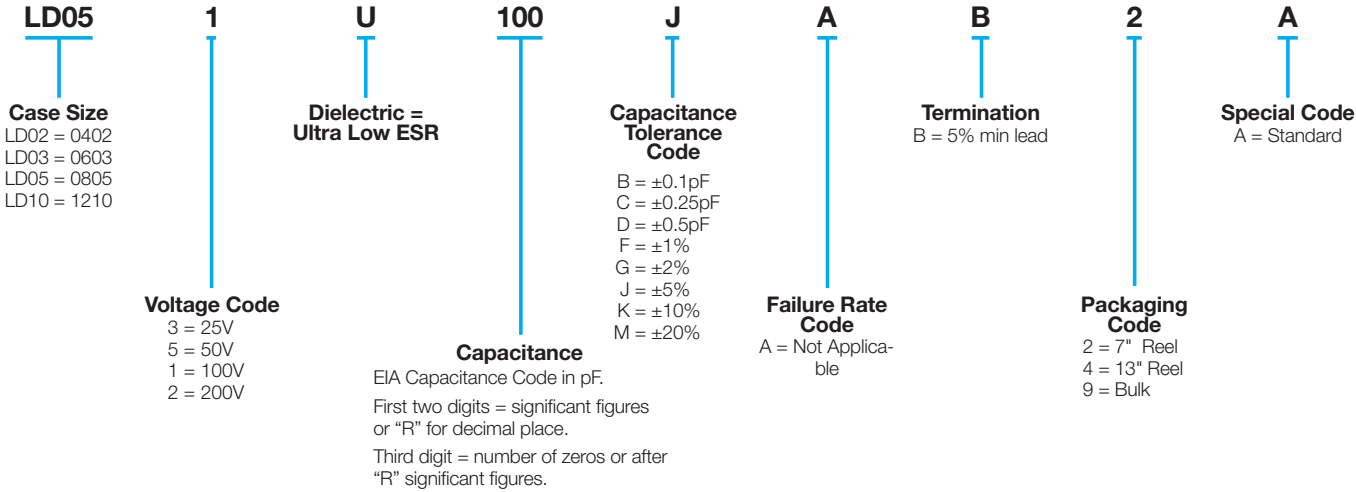 LD05 1 U 100 J A B 2 A
Case Size
LD02 = 0402
LD03 = 0603
LD05 = 0805
LD10 = 1210
Voltage Code
3 = 25V
5 = 50V
1 = 100V
2 = 200V
Dielectric =
Ultra Low ESR
Capacitance
EIA Capacitance Code in pF.
First two digits = significant figures
or “R” for decimal place.
Third digit = number of zeros or after
“R” significant figures.
Capacitance
Tolerance
Code
B = ±0.1pF
C = ±0.25pF
D = ±0.5pF
F = ±1%
G = ±2%
J = ±5%
K = ±10%
M = ±20%
Failure Rate
Code
A = Not Applica-
ble
Termination
B = 5% min lead
Packaging
Code
2 = 7" Reel
4 = 13" Reel
9 = Bulk
Special Code
A = Standard